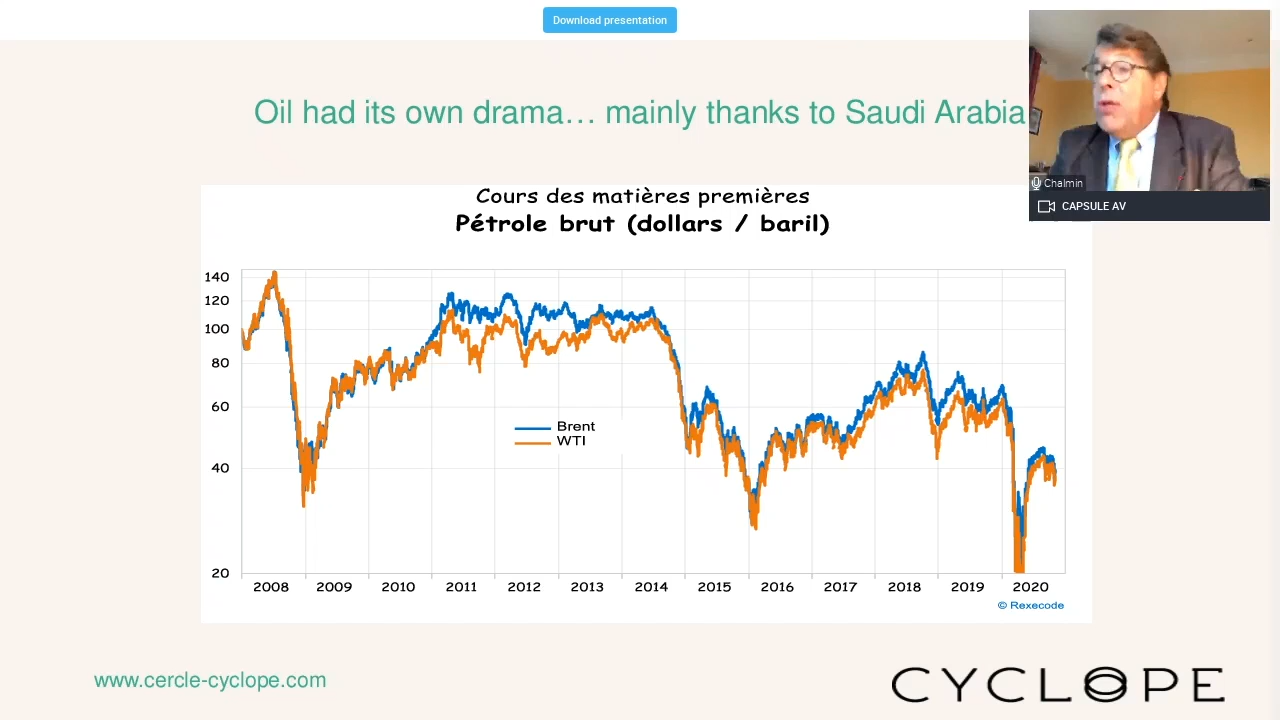 Download presentation
Oil had its own drama… mainly thanks to Saudi Arabia
Chalmin
CAPSULE AV
Cours des matières premières
Pétrole brut (dollars / baril)
140
120
100
80
60
40
20
Brent
WTI
2008 2009 2010 2011 2012 2013 2014 2015 2016 2017 2018 2019 2020
© Rexecode
www.cercle-cyclope.com
CYCLOPE